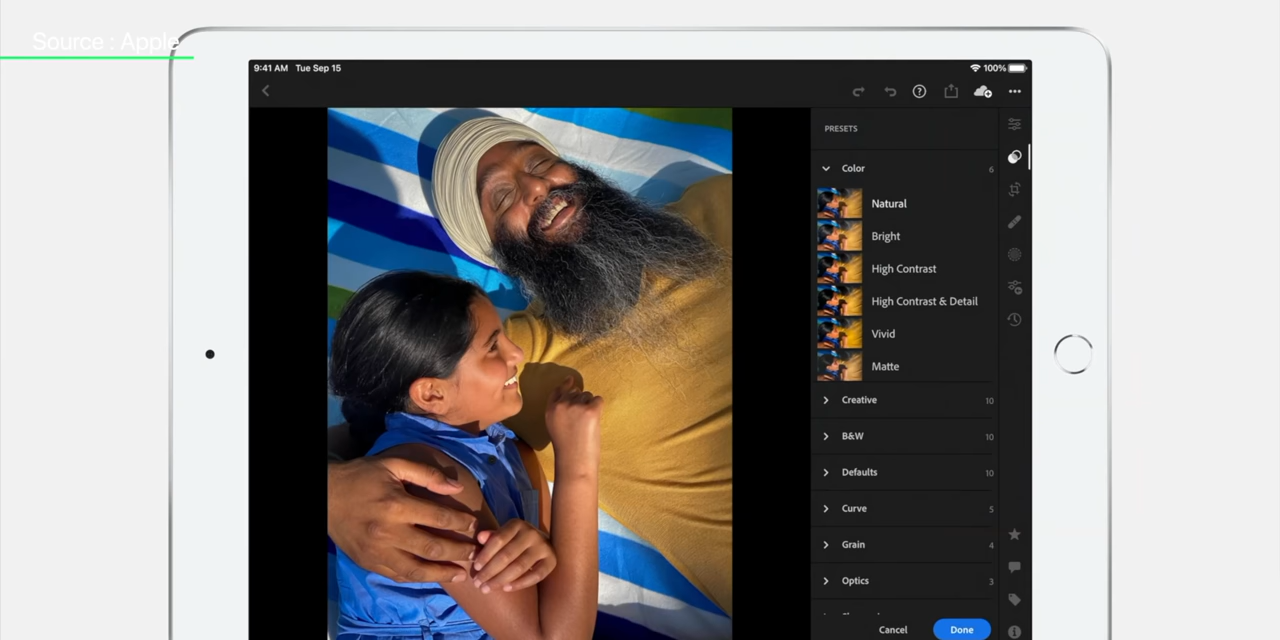 Source : Apple
9:41 AM Tue Sep 15
100%
PRESETS
Color 6
Natural
Bright
High Contrast
High Contrast & Detail
Vivid
Matte
Creative 10
B&W 10
Defaults 10
Curve 5
Grain 4
Optics 3
Cancel Done